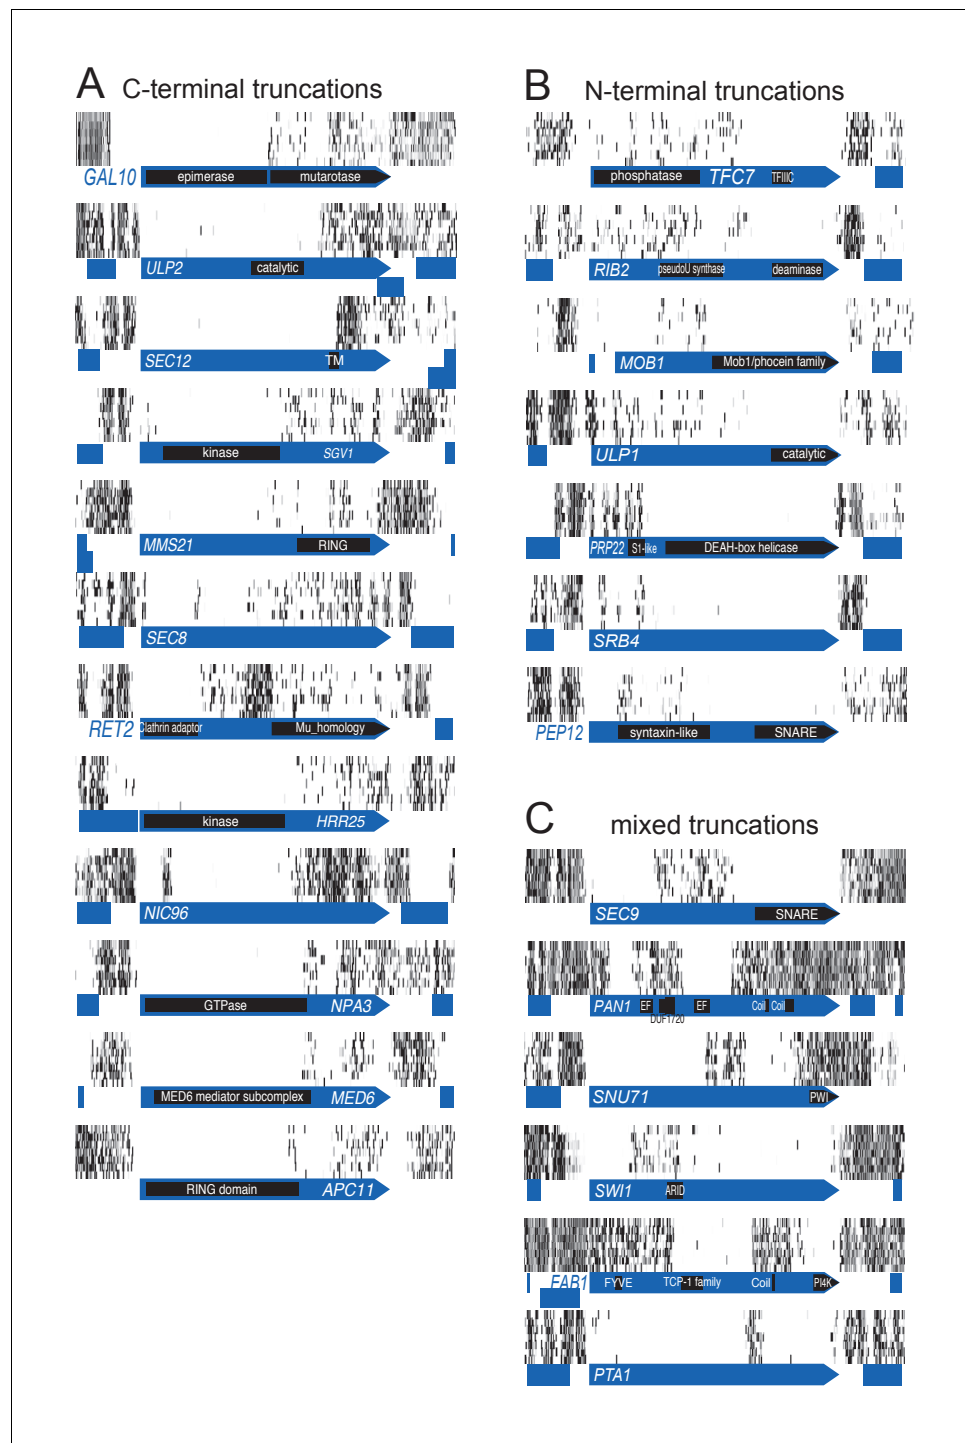 A C-terminal truncations
GAL10 epimerase mutarotase
ULP2 catalytic
SEC12 TM
kinase SGV1
MMS21 RING
SEC8
RET2 Clathrin adaptor Mu_homology
kinase HRR25
NIC96
GTPase NPA3
MED6 mediator subcomplex MED6
RING domain APC11
B N-terminal truncations
phosphatase TFC7 TFIIIC
RIB2 pseudoU synthase deaminase
MOB1 Mob1/phocein family
ULP1 catalytic
PRP22 S1-like DEAH-box helicase
SRB4
PEP12 syntaxin-like SNARE
C mixed truncations
SEC9 SNARE
PAN1 EF EF Coil Coil
DUF1720
SNU71 PWI
SWI1 ARID
FAB1 FYVE TCP-1 family Coil PI4K
PTA1